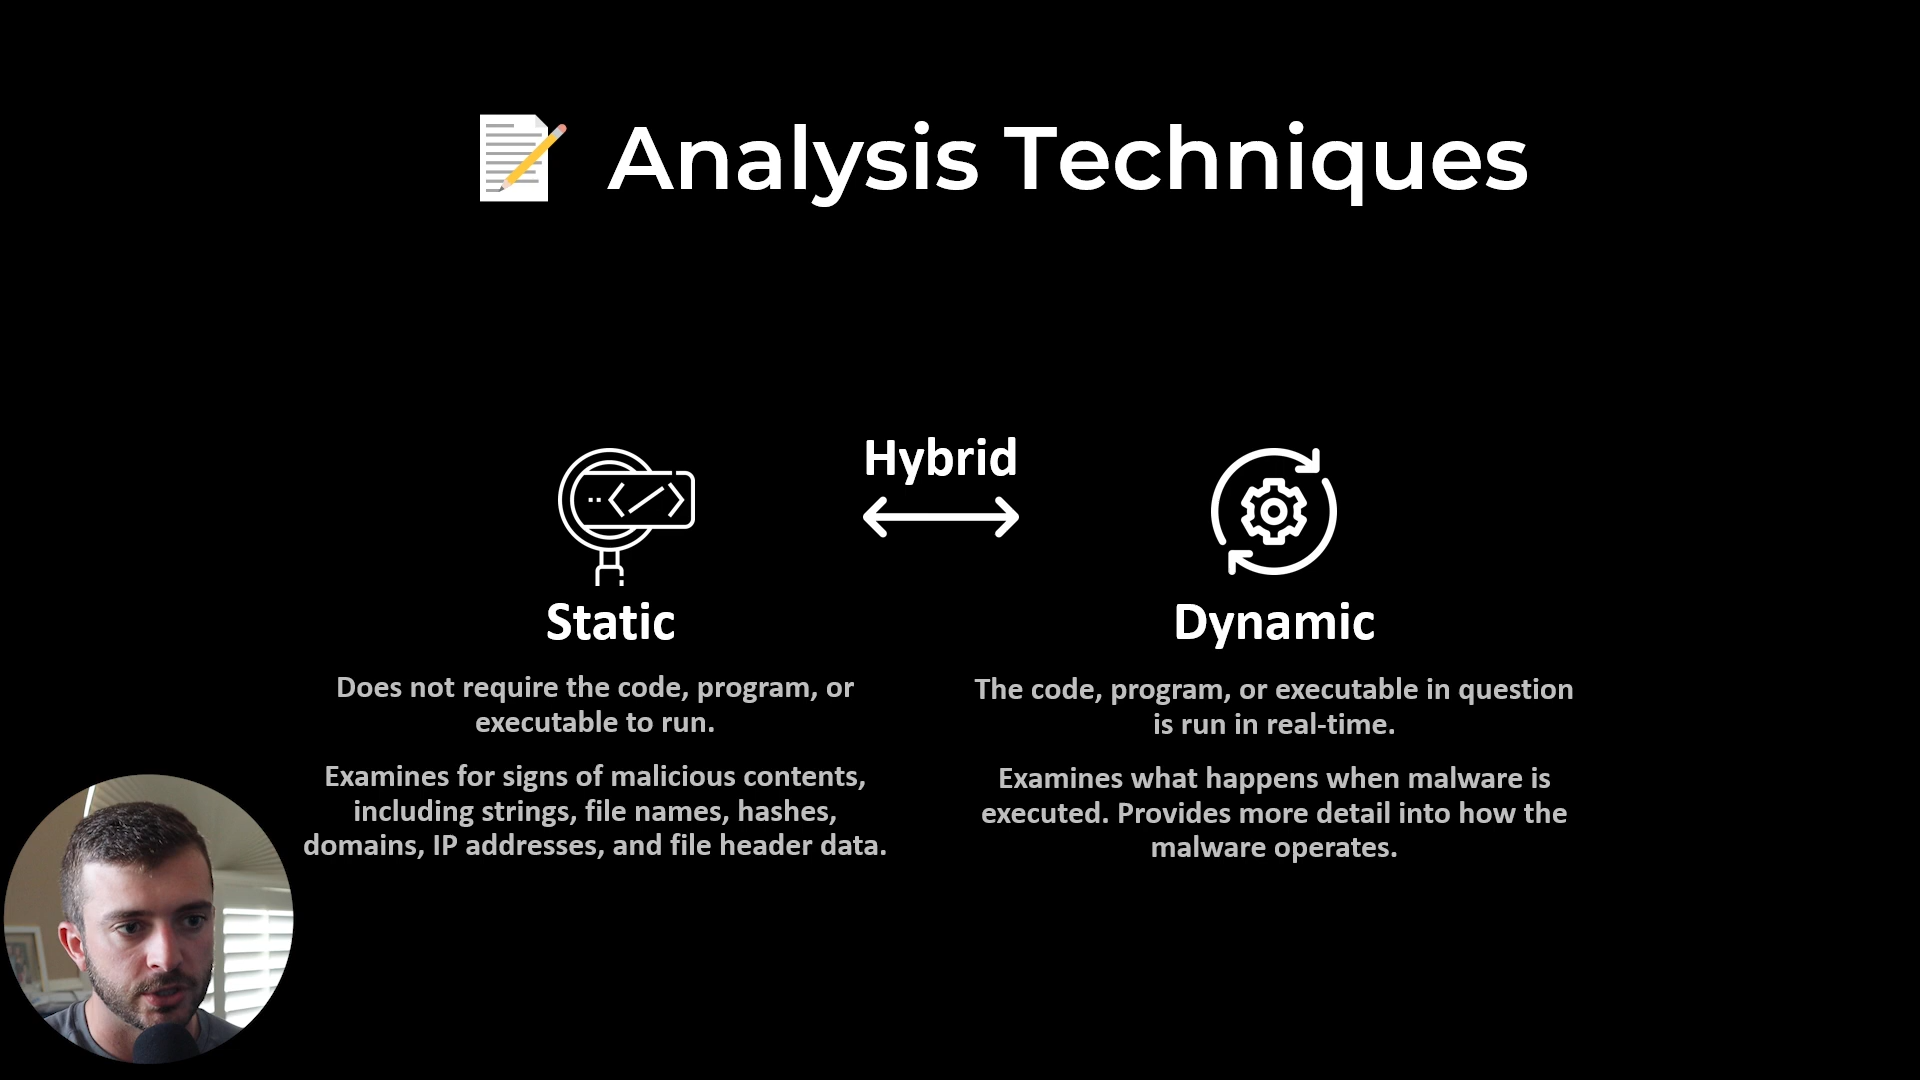 Analysis Techniques
Hybrid
Static
Does not require the code, program, or
executable to run.
Examines for signs of malicious contents,
including strings, file names, hashes,
domains, IP addresses, and file header data.
Dynamic
The code, program, or executable in question
is run in real-time.
Examines what happens when malware is
executed. Provides more detail into how the
malware operates.